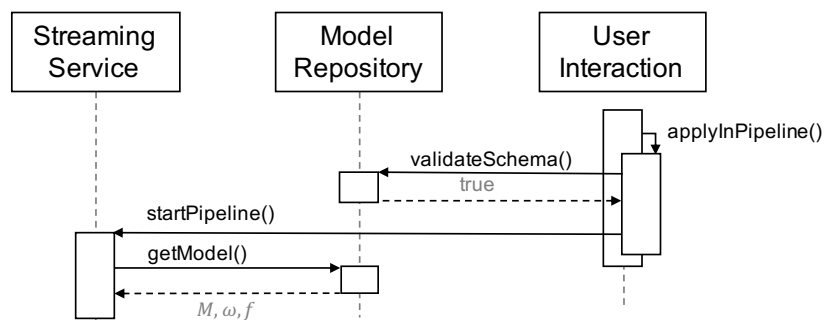 Streaming
Service
Model
Repository
User
Interaction
applyInPipeline()
validateSchema()
true
startPipeline()
getModel()
M, ω, f